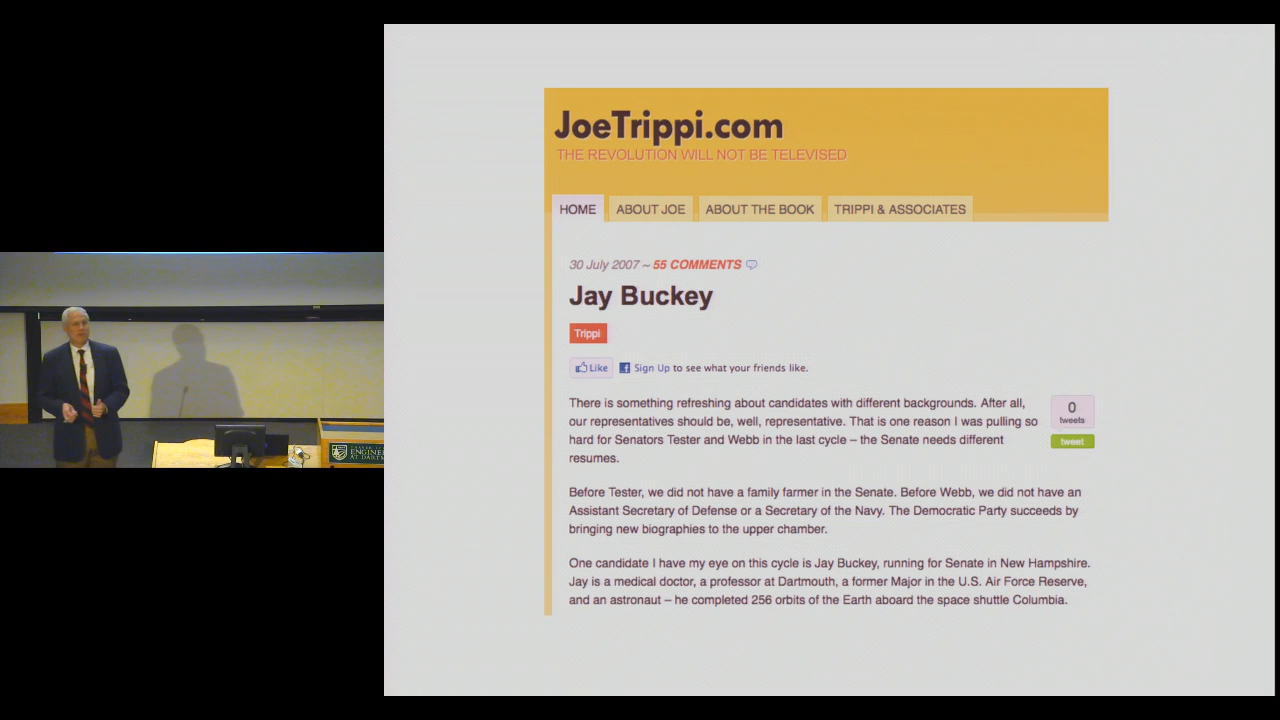 JoeTrippi.com
THE REVOLUTION WILL NOT BE TELEVISED
HOME
ABOUT JOE
ABOUT THE BOOK
TRIPPI & ASSOCIATES
30 July 2007 ~ 55 COMMENTS
Jay Buckey
Trippi
Like
Sign Up to see what your friends like.
There is something refreshing about candidates with different backgrounds. After all,
our representatives should be, well, representative. That is one reason I was pulling so
hard for Senators Tester and Webb in the last cycle – the Senate needs different
resumes.
0
tweets
tweet
Before Tester, we did not have a family farmer in the Senate. Before Webb, we did not have an
Assistant Secretary of Defense or a Secretary of the Navy. The Democratic Party succeeds by
bringing new biographies to the upper chamber.
One candidate I have my eye on this cycle is Jay Buckey, running for Senate in New Hampshire.
Jay is a medical doctor, a professor at Dartmouth, a former Major in the U.S. Air Force Reserve,
and an astronaut – he completed 256 orbits of the Earth aboard the space shuttle Columbia.